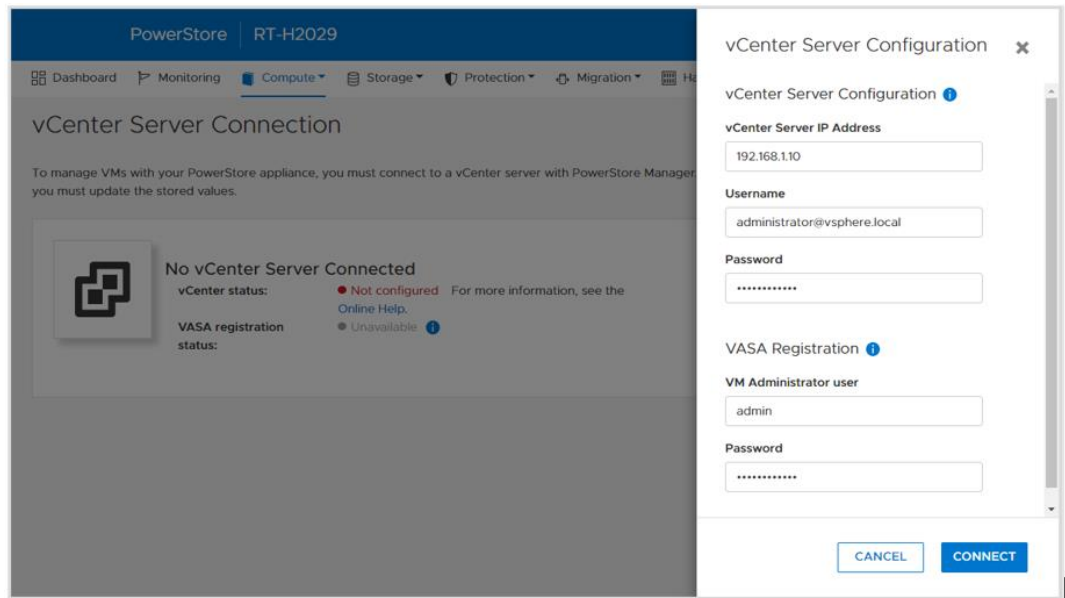 PowerStore RT-H2029
Dashboard Monitoring Compute Storage Protection Migration
vCenter Server Connection
To manage VMs with your PowerStore appliance, you must connect to a vCenter server with PowerStore Manager
you must update the stored values.
No vCenter Server Connected
vCenter status: Not configured For more information, see the
Online Help.
VASA registration Unavailable
status:
vCenter Server Configuration
vCenter Server Configuration
vCenter Server IP Address
192.168.1.10
Username
administrator@vsphere.local
Password
••••••••••••
VASA Registration
VM Administrator user
admin
Password
••••••••••••
CANCEL CONNECT